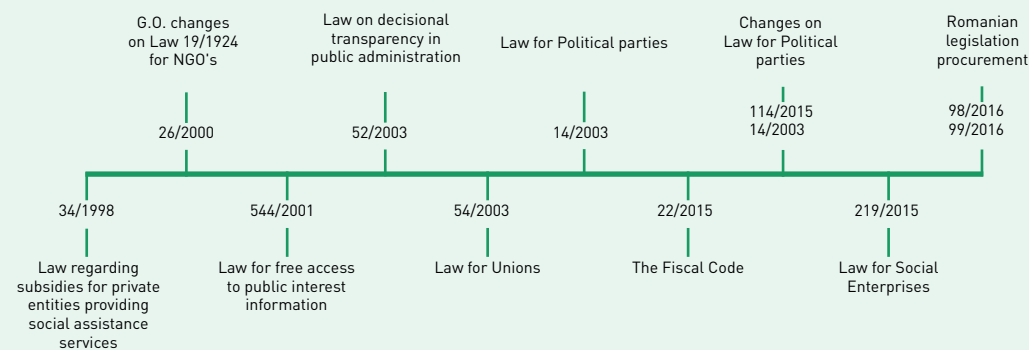 G.O. changes
on Law 19/1924
for NGO's
26/2000
Law on decisional
transparency in
public administration
52/2003
Law for Political parties
14/2003
Changes on
Law for Political
parties
114/2015
14/2003
Romanian
legislation
procurement
98/2016
99/2016
34/1998
Law regarding
subsidies for private
entities providing
social assistance
services
544/2001
Law for free access
to public interest
information
54/2003
Law for Unions
22/2015
The Fiscal Code
219/2015
Law for Social
Enterprises